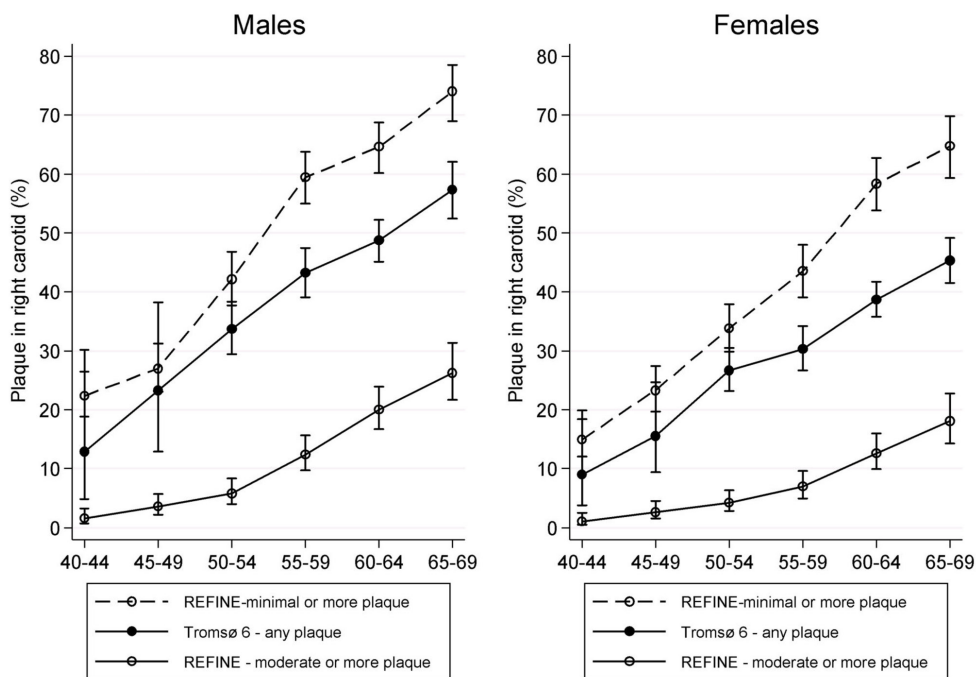 Males
Plaque in right carotid (%)
80
70
60
50
40
30
20
10
0
40-44 45-49 50-54 55-59 60-64 65-69
REFINE-minimal or more plaque
Tromsø 6 - any plaque
REFINE - moderate or more plaque
Females
Plaque in right carotid (%)
80
70
60
50
40
30
20
10
0
40-44 45-49 50-54 55-59 60-64 65-69
REFINE-minimal or more plaque
Tromsø 6 - any plaque
REFINE - moderate or more plaque